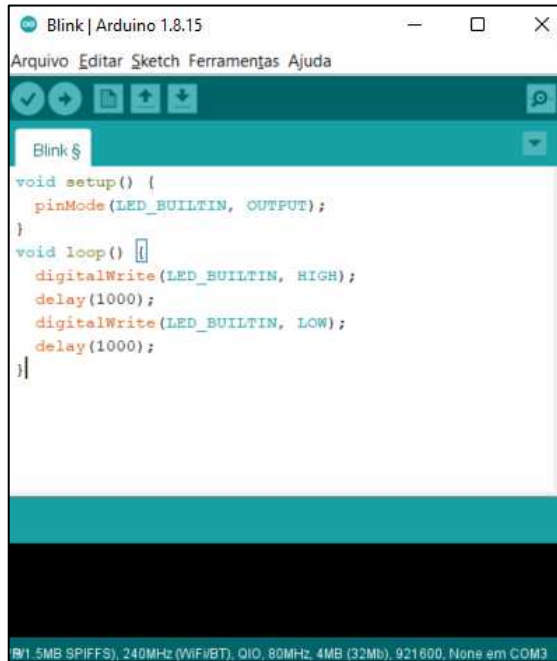 Blink | Arduino 1.8.15
Arquivo Editar Sketch Ferramentas Ajuda
Blink §
void setup() {
  pinMode(LED_BUILTIN, OUTPUT);
}
void loop() {
  digitalWrite(LED_BUILTIN, HIGH);
  delay(1000);
  digitalWrite(LED_BUILTIN, LOW);
  delay(1000);
}
/1.5MB SPIFFS), 240MHz (WiFi/BT), QIO, 80MHz, 4MB (32Mb), 921600, None em COM3